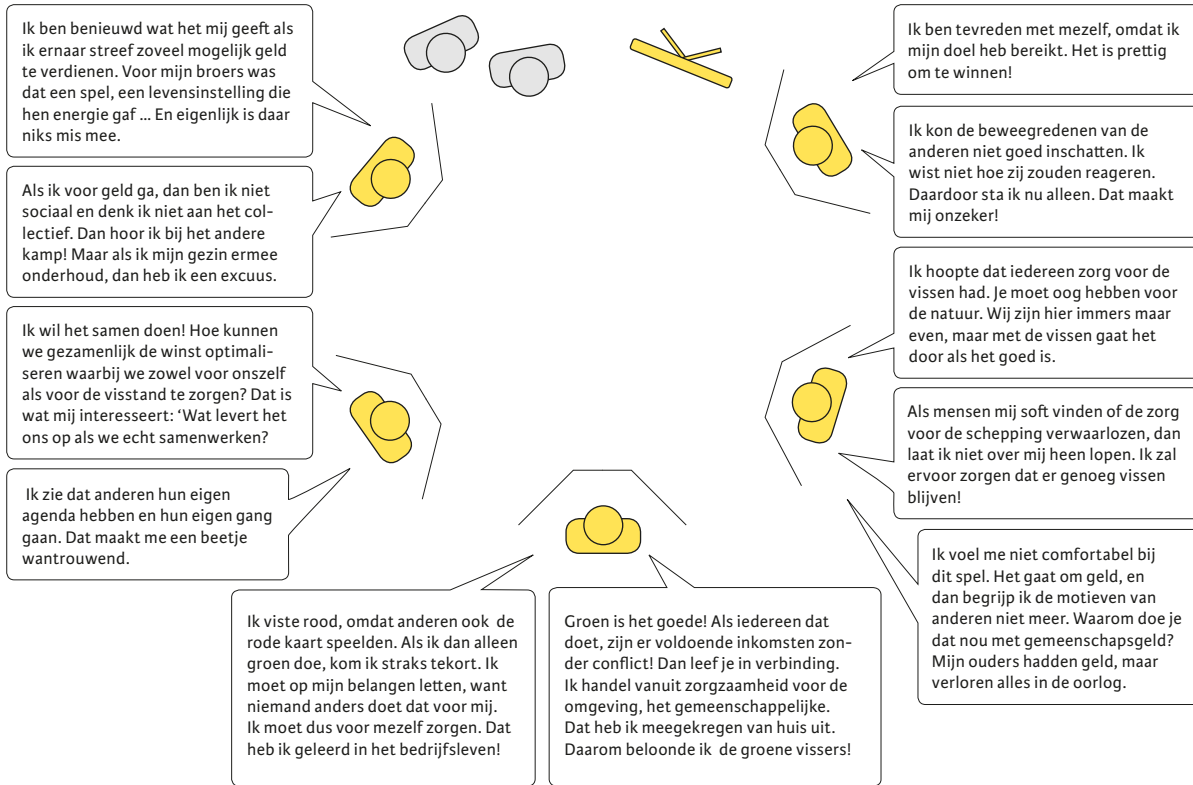 Ik ben benieuwd wat het mij geeft als
ik ernaar streef zoveel mogelijk geld
te verdienen. Voor mijn broers was
dat een spel, een levensinstelling die
hen energie gaf ... En eigenlijk is daar
niks mis mee.
Als ik voor geld ga, dan ben ik niet
sociaal en denk ik niet aan het col-
lectief. Dan hoor ik bij het andere
kamp! Maar als ik mijn gezin ermee
onderhoud, dan heb ik een excuus.
Ik wil het samen doen! Hoe kunnen
we gezamenlijk de winst optimali-
seren waarbij we zowel voor onszelf
als voor de visstand te zorgen? Dat is
wat mij interesseert: ‘Wat levert het
ons op als we echt samenwerken?
Ik zie dat anderen hun eigen
agenda hebben en hun eigen gang
gaan. Dat maakt me een beetje
wantrouwend.
Ik viste rood, omdat anderen ook de
rode kaart speelden. Als ik dan alleen
groen doe, kom ik straks tekort. Ik
moet op mijn belangen letten, want
niemand anders doet dat voor mij.
Ik moet dus voor mezelf zorgen. Dat
heb ik geleerd in het bedrijfsleven!
Groen is het goede! Als iedereen dat
doet, zijn er voldoende inkomsten zon-
der conflict! Dan leef je in verbinding.
Ik handel vanuit zorgzaamheid voor de
omgeving, het gemeenschappelijke.
Dat heb ik meegekregen van huis uit.
Daarom beloonde ik de groene vissers!
Ik ben tevreden met mezelf, omdat ik
mijn doel heb bereikt. Het is prettig
om te winnen!
Ik kon de beweegredenen van de
anderen niet goed inschatten. Ik
wist niet hoe zij zouden reageren.
Daardoor sta ik nu alleen. Dat maakt
mij onzeker!
Ik hoopte dat iedereen zorg voor de
vissen had. Je moet oog hebben voor
de natuur. Wij zijn hier immers maar
even, maar met de vissen gaat het
door als het goed is.
Als mensen mij soft vinden of de zorg
voor de schepping verwaarlozen, dan
laat ik niet over mij heen lopen. Ik zal
ervoor zorgen dat er genoeg vissen
blijven!
Ik voel me niet comfortabel bij
dit spel. Het gaat om geld, en
dan begrijp ik de motieven van
anderen niet meer. Waarom doe je
dat nou met gemeenschapsgeld?
Mijn ouders hadden geld, maar
verloren alles in de oorlog.